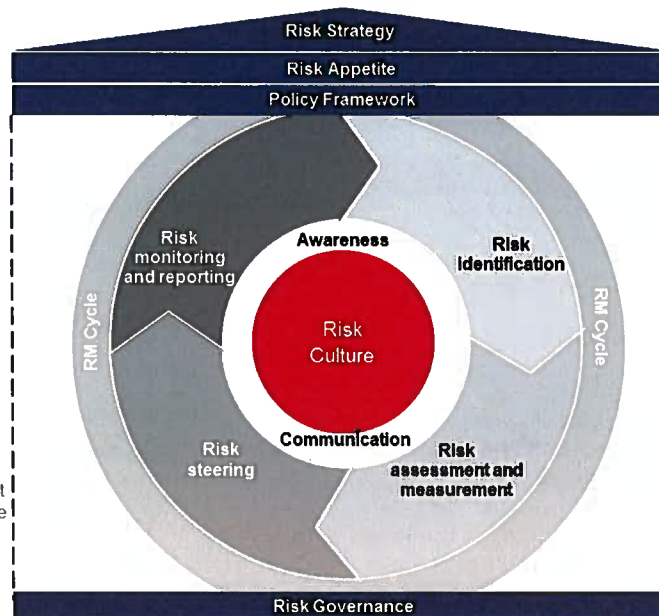 Risk Strategy
Risk Appetite
Policy Framework
Risk
monitoring
and reporting
Awareness
Risk
identification
RM Cycle
Risk
Culture
RM Cycle
Communication
Risk
steering
Risk
assessment and
measurement
Risk Governance